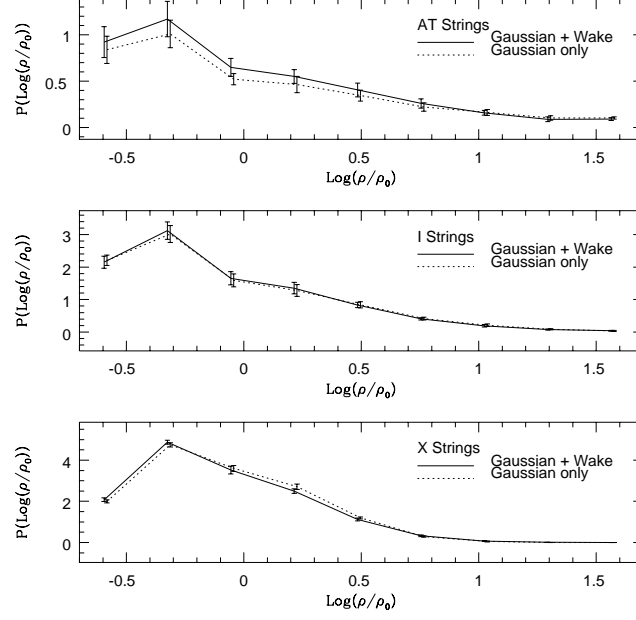 AT Strings
Gaussian + Wake
Gaussian only
P(Log(ρ/ρ₀))
1
0.5
0
-0.5
0
0.5
1
1.5
Log(ρ/ρ₀)
I Strings
Gaussian + Wake
Gaussian only
P(Log(ρ/ρ₀))
3
2
1
0
-0.5
0
0.5
1
1.5
Log(ρ/ρ₀)
X Strings
Gaussian + Wake
Gaussian only
P(Log(ρ/ρ₀))
4
2
0
-0.5
0
0.5
1
1.5
Log(ρ/ρ₀)